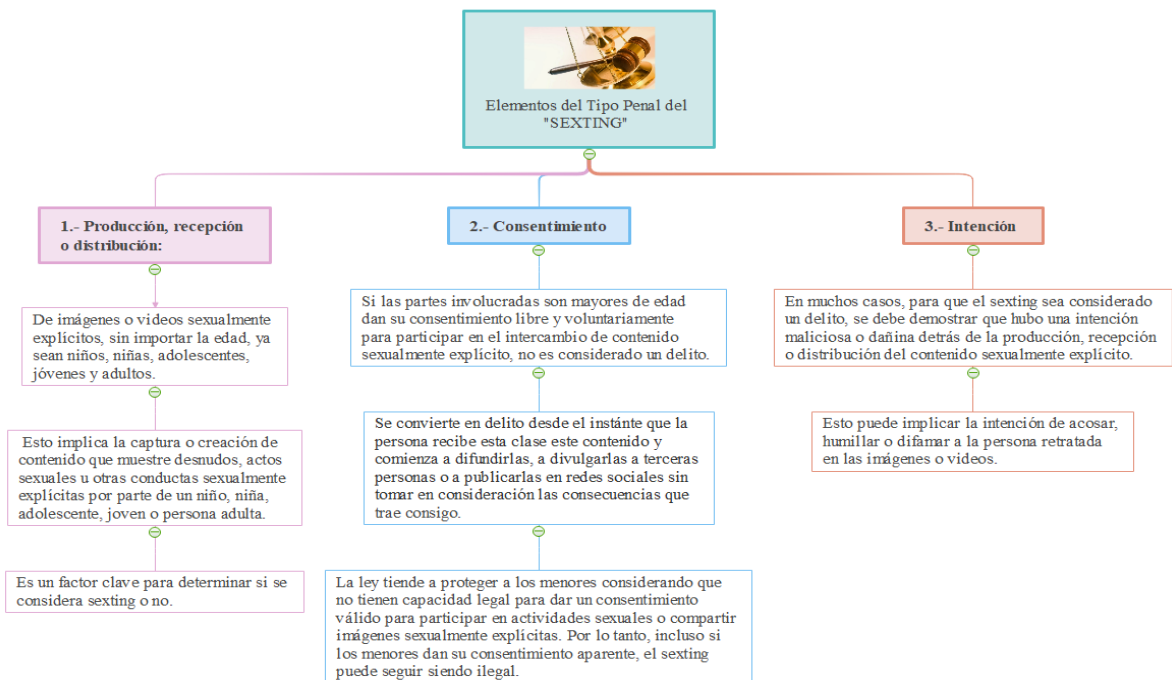 Elementos del Tipo Penal del
"SEXTING"
1.- Producción, recepción
o distribución:
De imágenes o videos sexualmente
explícitos, sin importar la edad, ya
sean niños, niñas, adolescentes,
jóvenes y adultos.
Esto implica la captura o creación de
contenido que muestre desnudos, actos
sexuales u otras conductas sexualmente
explícitas por parte de un niño, niña,
adolescente, joven o persona adulta.
Es un factor clave para determinar si se
considera sexting o no.
2.- Consentimiento
Si las partes involucradas son mayores de edad
dan su consentimiento libre y voluntariamente
para participar en el intercambio de contenido
sexualmente explícito, no es considerado un delito.
Se convierte en delito desde el instánte que la
persona recibe esta clase este contenido y
comienza a difundirlas, a divulgarlas a terceras
personas o a publicarlas en redes sociales sin
tomar en consideración las consecuencias que
trae consigo.
La ley tiende a proteger a los menores considerando que
no tienen capacidad legal para dar un consentimiento
válido para participar en actividades sexuales o compartir
imágenes sexualmente explícitas. Por lo tanto, incluso si
los menores dan su consentimiento aparente, el sexting
puede seguir siendo ilegal.
3.- Intención
En muchos casos, para que el sexting sea considerado
un delito, se debe demostrar que hubo una intención
maliciosa o dañina detrás de la producción, recepción
o distribución del contenido sexualmente explícito.
Esto puede implicar la intención de acosar,
humillar o difamar a la persona retratada
en las imágenes o videos.